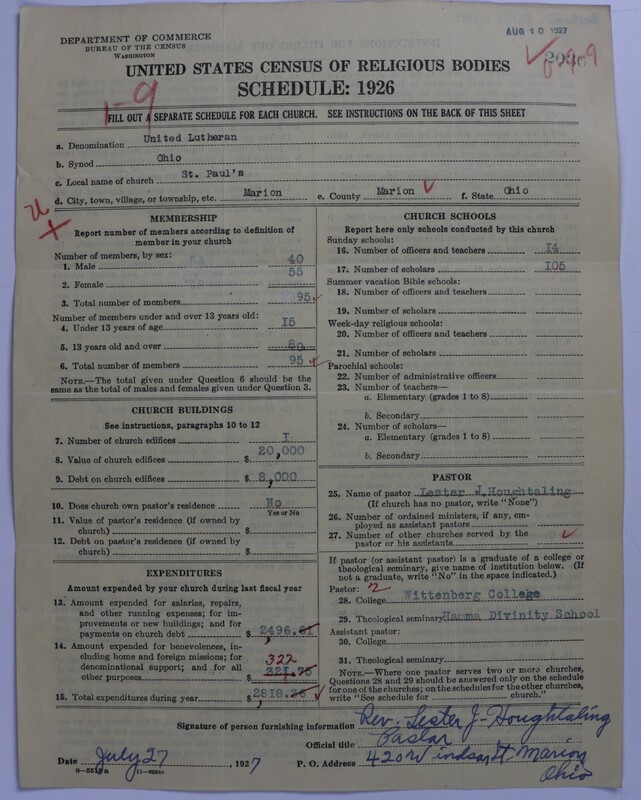 DEPARTMENT OF COMMERCE
BUREAU OF THE CENSUS
WASHINGTON
AUG 10 1927
UNITED STATES CENSUS OF RELIGIOUS BODIES
SCHEDULE: 1926
1-9
FILL OUT A SEPARATE SCHEDULE FOR EACH CHURCH. SEE INSTRUCTIONS ON THE BACK OF THIS SHEET
a. Denomination United Lutheran
b. Synod Ohio
c. Local name of church St. Paul's
d. City, town, village, or township, etc. Marion e. County Marion f. State Ohio
MEMBERSHIP
Report number of members according to definition of
member in your church
Number of members, by sex:
1. Male 40
2. Female 55
3. Total number of members 95
Number of members under and over 13 years old:
4. Under 13 years of age 15
5. 13 years old and over 80
6. Total number of members 95
NOTE.—The total given under Question 6 should be the
same as the total of males and females given under Question 3.
CHURCH BUILDINGS
See instructions, paragraphs 10 to 12
7. Number of church edifices 1
8. Value of church edifices $ 20,000
9. Debt on church edifices $ 8,000
10. Does church own pastor's residence No
Yes or No
11. Value of pastor's residence (if owned by
church) $
12. Debt on pastor's residence (if owned by
church) $
EXPENDITURES
Amount expended by your church during last fiscal year
13. Amount expended for salaries, repairs,
and other running expenses; for im-
provements or new buildings; and for
payments on church debt $ 2496.61
14. Amount expended for benevolences, in-
cluding home and foreign missions; for
denominational support; and for all 322
other purposes 321.75
15. Total expenditures during year $ 2818.26
CHURCH SCHOOLS
Report here only schools conducted by this church
Sunday schools:
16. Number of officers and teachers 14
17. Number of scholars 105
Summer vacation Bible schools:
18. Number of officers and teachers
19. Number of scholars
Week-day religious schools:
20. Number of officers and teachers
21. Number of scholars
Parochial schools:
22. Number of administrative officers
23. Number of teachers—
a. Elementary (grades 1 to 8)
b. Secondary
24. Number of scholars—
a. Elementary (grades 1 to 8)
b. Secondary
PASTOR
25. Name of pastor Lester J. Houghtaling
(If church has no pastor, write "None")
26. Number of ordained ministers, if any, em-
ployed as assistant pastors
27. Number of other churches served by the
pastor or his assistants
If pastor (or assistant pastor) is a graduate of a college or
theological seminary, give name of institution below. (If
not a graduate, write "No" in the space indicated.)
Pastor: 2
28. College Wittenberg College
29. Theological seminary Hamma Divinity School
Assistant pastor:
30. College
31. Theological seminary
NOTE.—Where one pastor serves two or more churches,
Questions 28 and 29 should be answered only on the schedule
for one of the churches; on the schedules for the other churches,
write "See schedule for church."
Signature of person furnishing information Rev. Lester J. Houghtaling
Official title Pastor
Date July 27, 1927 P. O. Address 420 Windsor St Marion
Ohio